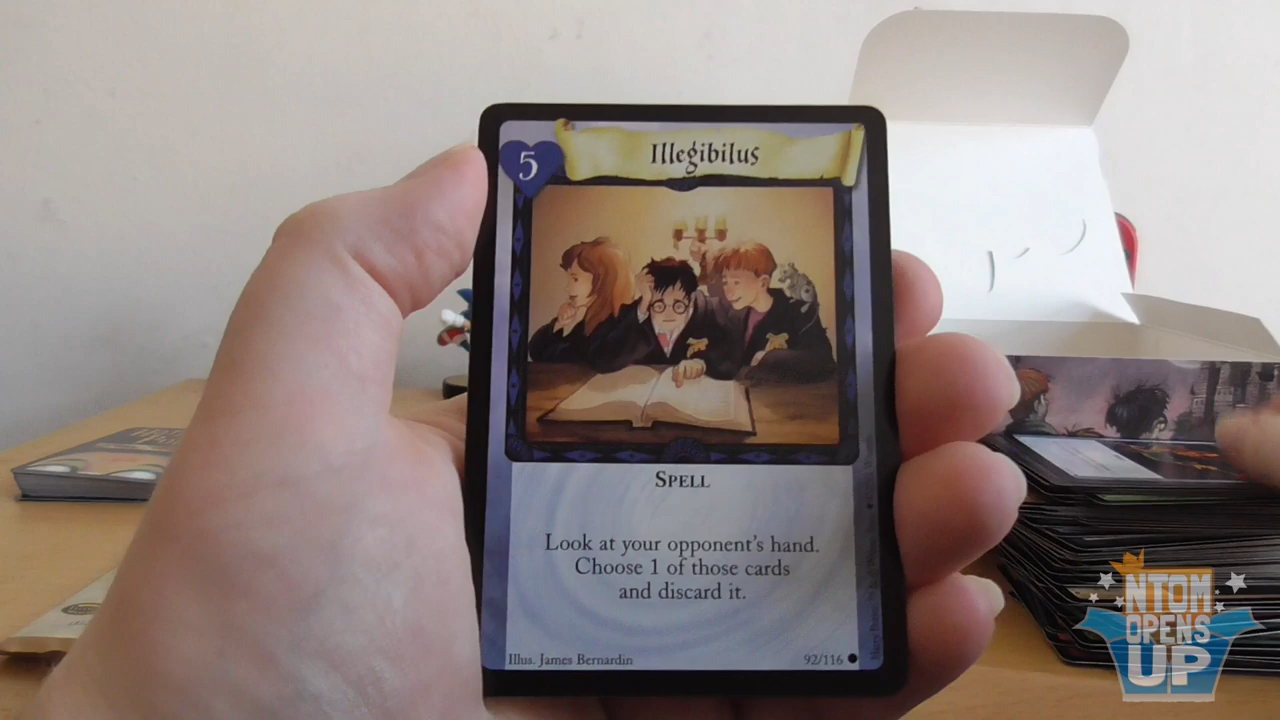 5
Illegibilus
SPELL
Look at your opponent's hand.
Choose 1 of those cards
and discard it.
Illus. James Bernardin
92/116
NTOM
OPENS
UP